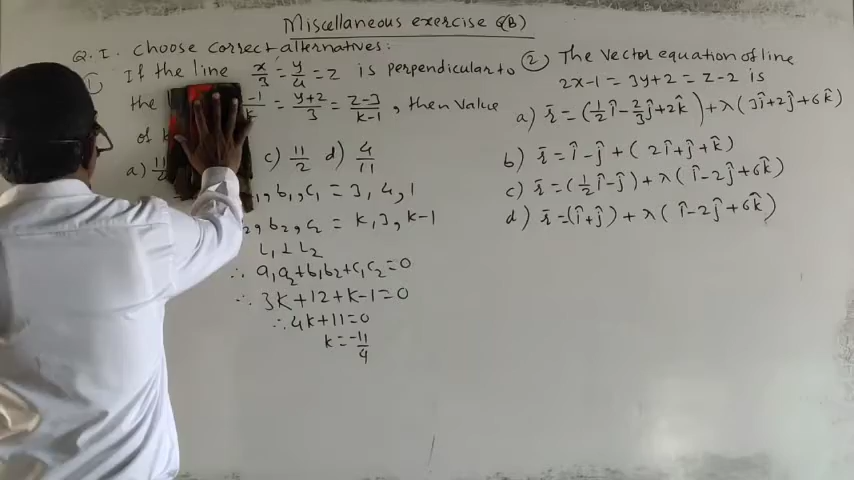 Miscellaneous exercise 6(B)
Q.I. Choose correct alternatives:
1) If the line x/3 = y/4 = z is perpendicular to
the -1/k = y+2/3 = z-3/k-1, then value
of k
a) 11/4 c) 11/2 d) 4/11
, b₁, c₁ = 3, 4, 1
₂, b₂, c₂ = k, 3, k-1
L₁ ⊥ L₂
∴ a₁a₂+b₁b₂+c₁c₂=0
∴ 3k+12+k-1=0
∴ 4k+11=0
k = -11/4
2) The vector equation of line
2x-1 = 3y+2 = z-2 is
a) r̄ = (1/2 î - 2/3 ĵ + 2k̂) + λ(3î+2ĵ+6k̂)
b) r̄ = î - ĵ + (2î+ĵ+k̂)
c) r̄ = (1/2 î - ĵ) + λ(î-2ĵ+6k̂)
d) r̄ = (î+ĵ) + λ(î-2ĵ+6k̂)